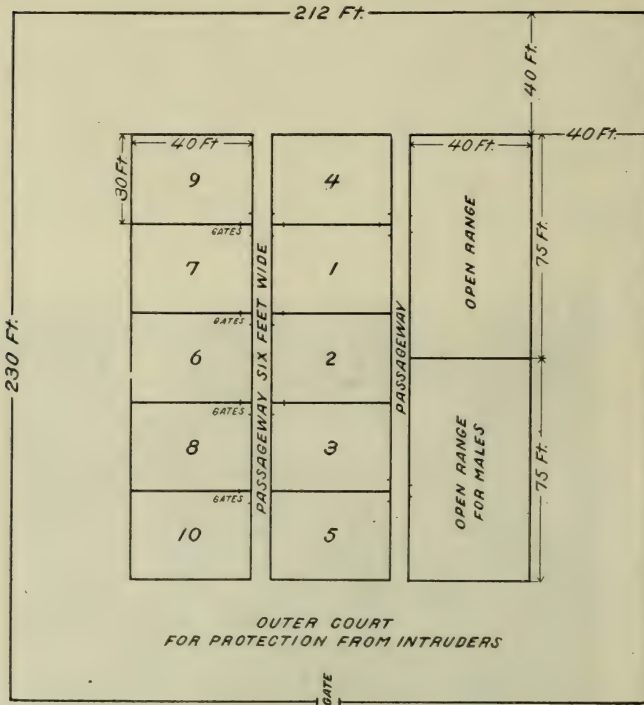 212 Ft.
40 Ft.
40 Ft.
40 Ft.
40 Ft.
30 Ft.
9
4
GATES
7
1
GATES
6
2
GATES
8
3
GATES
10
5
PASSAGEWAY SIX FEET WIDE
PASSAGEWAY
OPEN RANGE
75 Ft.
OPEN RANGE
FOR MALES
75 Ft.
230 Ft.
OUTER COURT
FOR PROTECTION FROM INTRUDERS
GATE